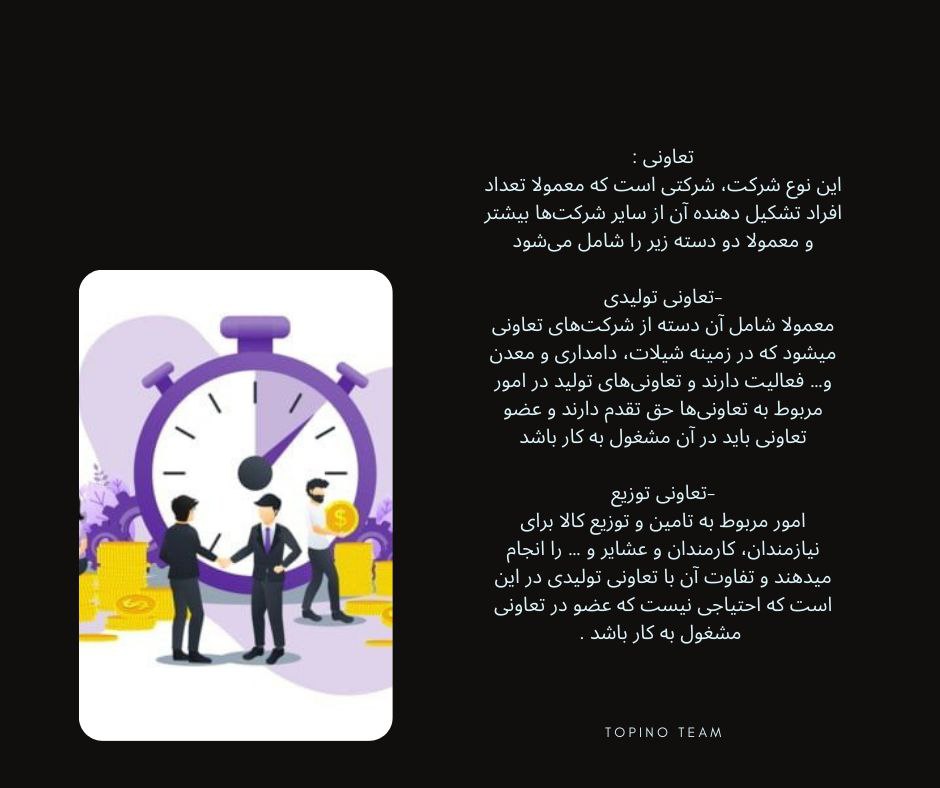 تعاونی :
این نوع شرکت، شرکتی است که معمولا تعداد
افراد تشکیل دهنده آن از سایر شرکت‌ها بیشتر
و معمولا دو دسته زیر را شامل می‌شود
-تعاونی تولیدی
معمولا شامل آن دسته از شرکت‌های تعاونی
میشود که در زمینه شیلات، دامداری و معدن
و... فعالیت دارند و تعاونی‌های تولید در امور
مربوط به تعاونی‌ها حق تقدم دارند و عضو
تعاونی باید در آن مشغول به کار باشد
-تعاونی توزیع
امور مربوط به تامین و توزیع کالا برای
نیازمندان، کارمندان و عشایر و ... را انجام
میدهند و تفاوت آن با تعاونی تولیدی در این
است که احتیاجی نیست که عضو در تعاونی
مشغول به کار باشد .
TOPINO TEAM